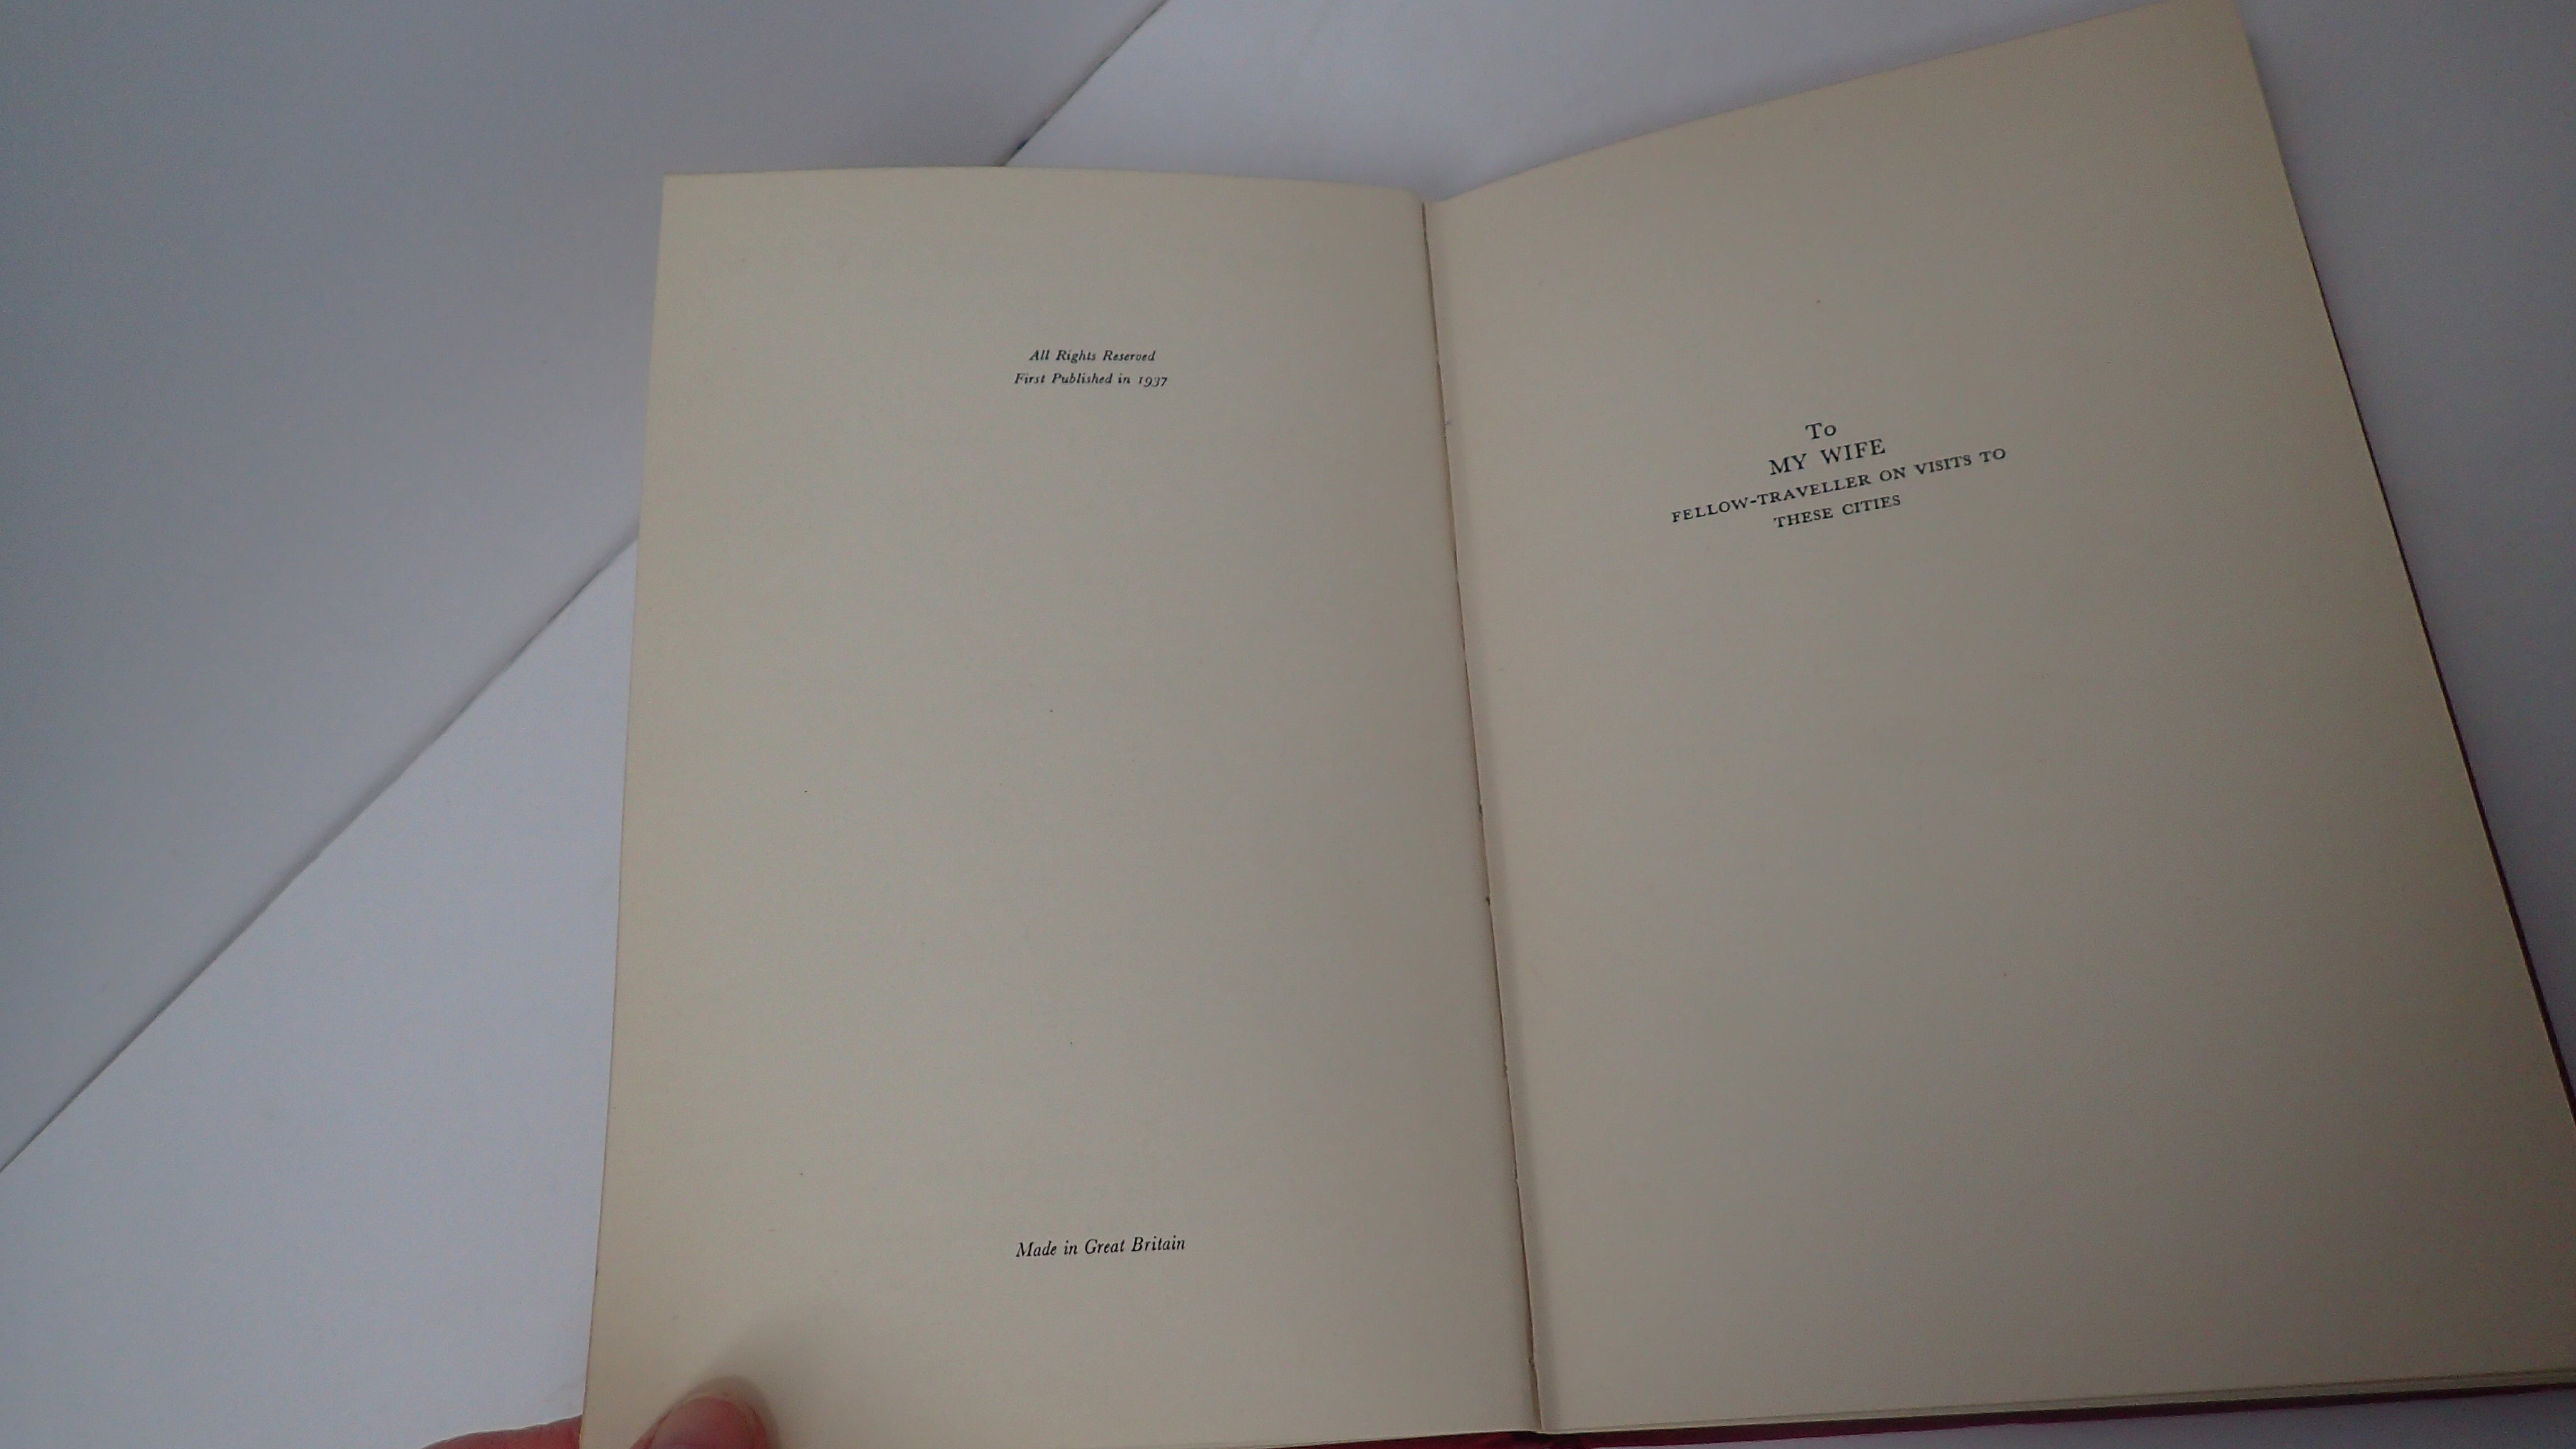 All Rights Reserved
First Published in 1937
Made in Great Britain
To
MY WIFE
FELLOW-TRAVELLER ON VISITS TO
THESE CITIES